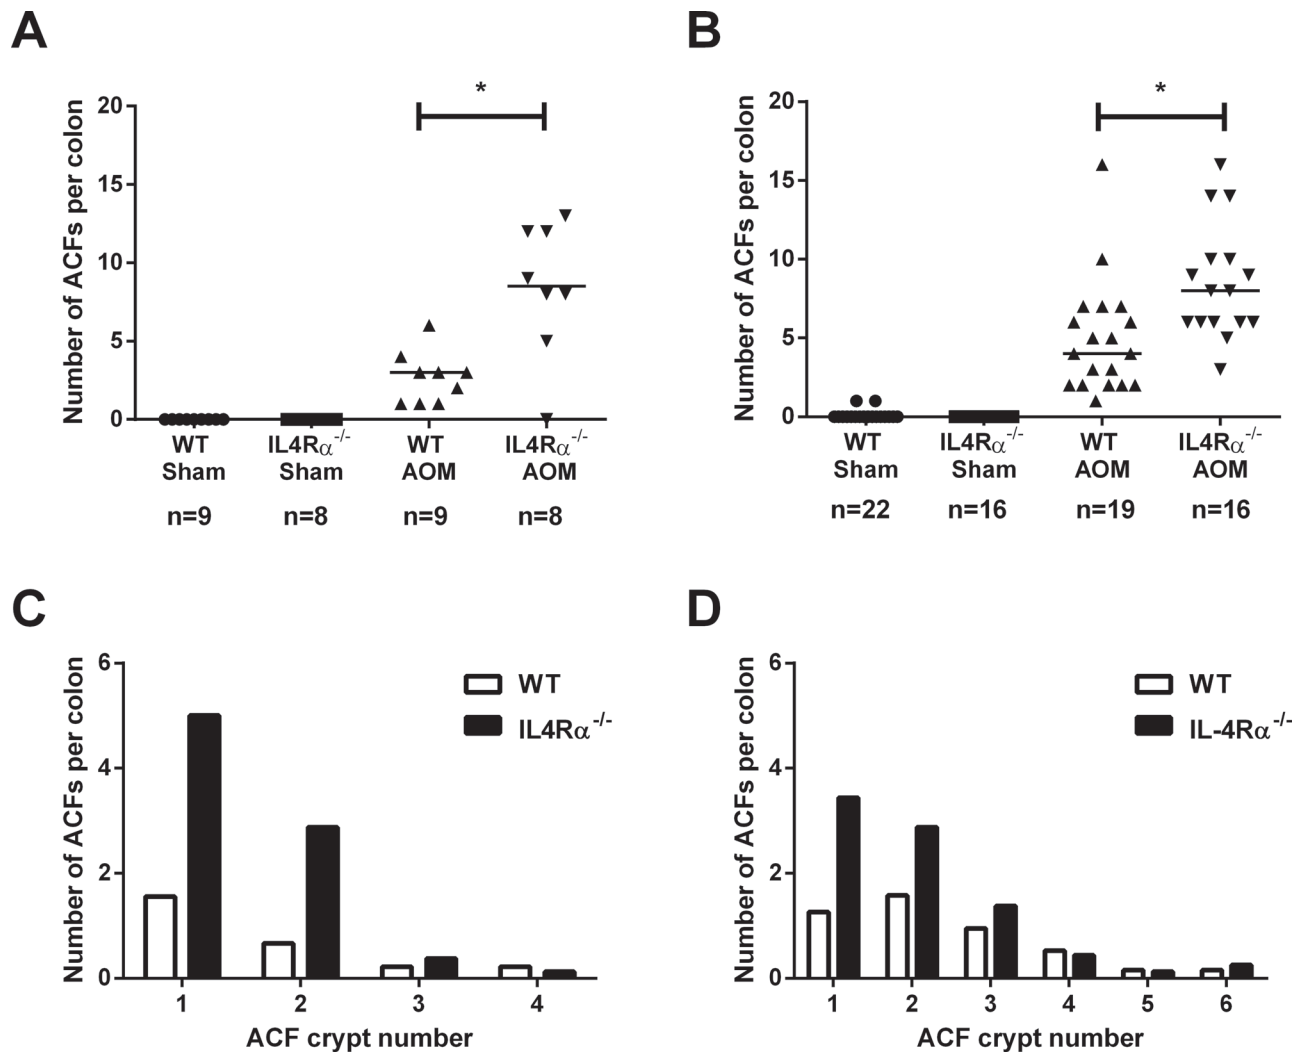 A
Number of ACFs per colon
20
15
10
5
0
*
WT
Sham
n=9
IL4Rα-/-
Sham
n=8
WT
AOM
n=9
IL4Rα-/-
AOM
n=8
B
Number of ACFs per colon
20
15
10
5
0
*
WT
Sham
n=22
IL4Rα-/-
Sham
n=16
WT
AOM
n=19
IL4Rα-/-
AOM
n=16
C
Number of ACFs per colon
6
4
2
0
WT
IL4Rα-/-
1 2 3 4
ACF crypt number
D
Number of ACFs per colon
6
4
2
0
WT
IL-4Rα-/-
1 2 3 4 5 6
ACF crypt number